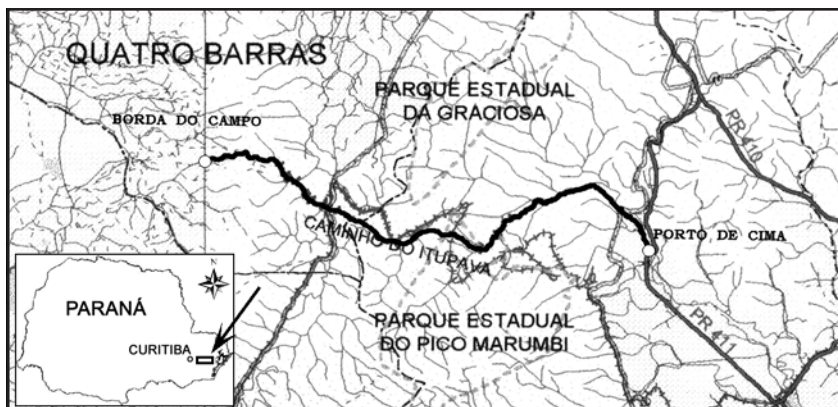 QUATRO BARRAS
BORDA DO CAMPO
PARQUE ESTADUAL
DA GRACIOSA
PR 410
CAMINHO DO ITUPAVA
PORTO DE CIMA
PARQUE ESTADUAL
DO PICO MARUMBI
PR 411
N
PARANÁ
CURITIBA